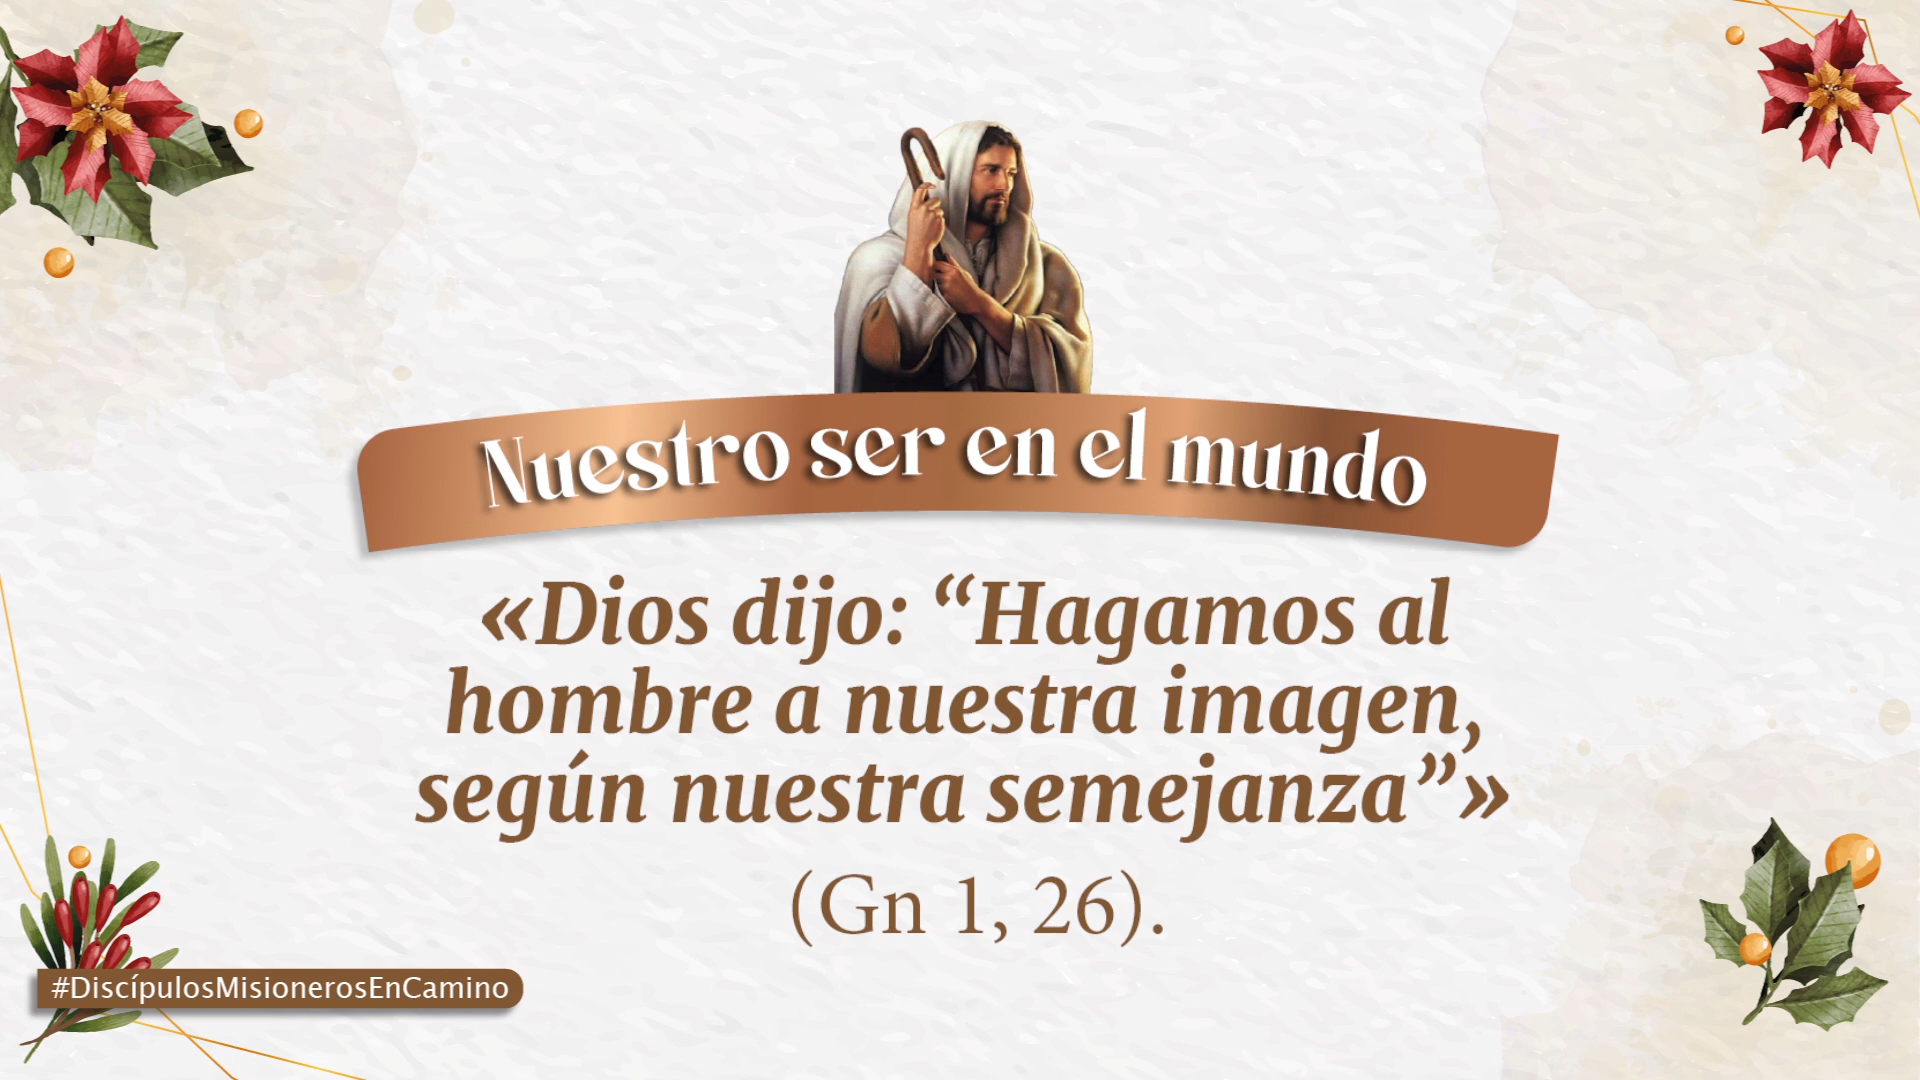 Nuestro ser en el mundo
«Dios dijo: “Hagamos al
hombre a nuestra imagen,
según nuestra semejanza”»
(Gn 1, 26).
#DiscípulosMisionerosEnCamino